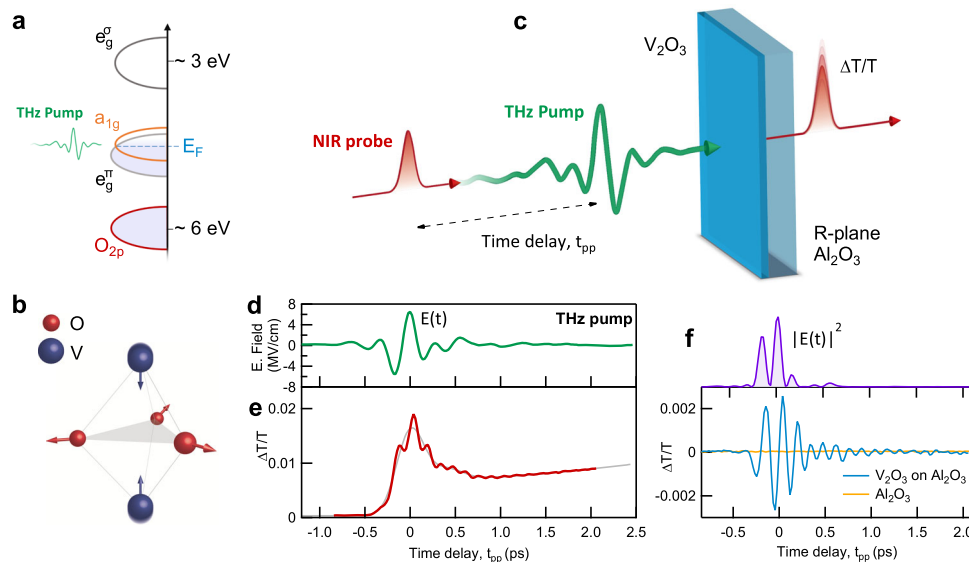 a
e_g^σ
~ 3 eV
THz Pump
a_1g
E_F
e_g^π
~ 6 eV
O_2p
b
O
V
c
V₂O₃
ΔT/T
THz Pump
NIR probe
Time delay, t_pp
R-plane
Al₂O₃
d
E. Field
(MV/cm)
8
4
0
-4
-8
E(t)
THz pump
e
ΔT/T
0.02
0.01
0
-1.0 -0.5 0 0.5 1.0 1.5 2.0 2.5
Time delay, t_pp (ps)
f
|E(t)|²
ΔT/T
0.002
0
-0.002
V₂O₃ on Al₂O₃
Al₂O₃
-0.5 0 0.5 1.0 1.5 2.0
Time delay, t_pp (ps)